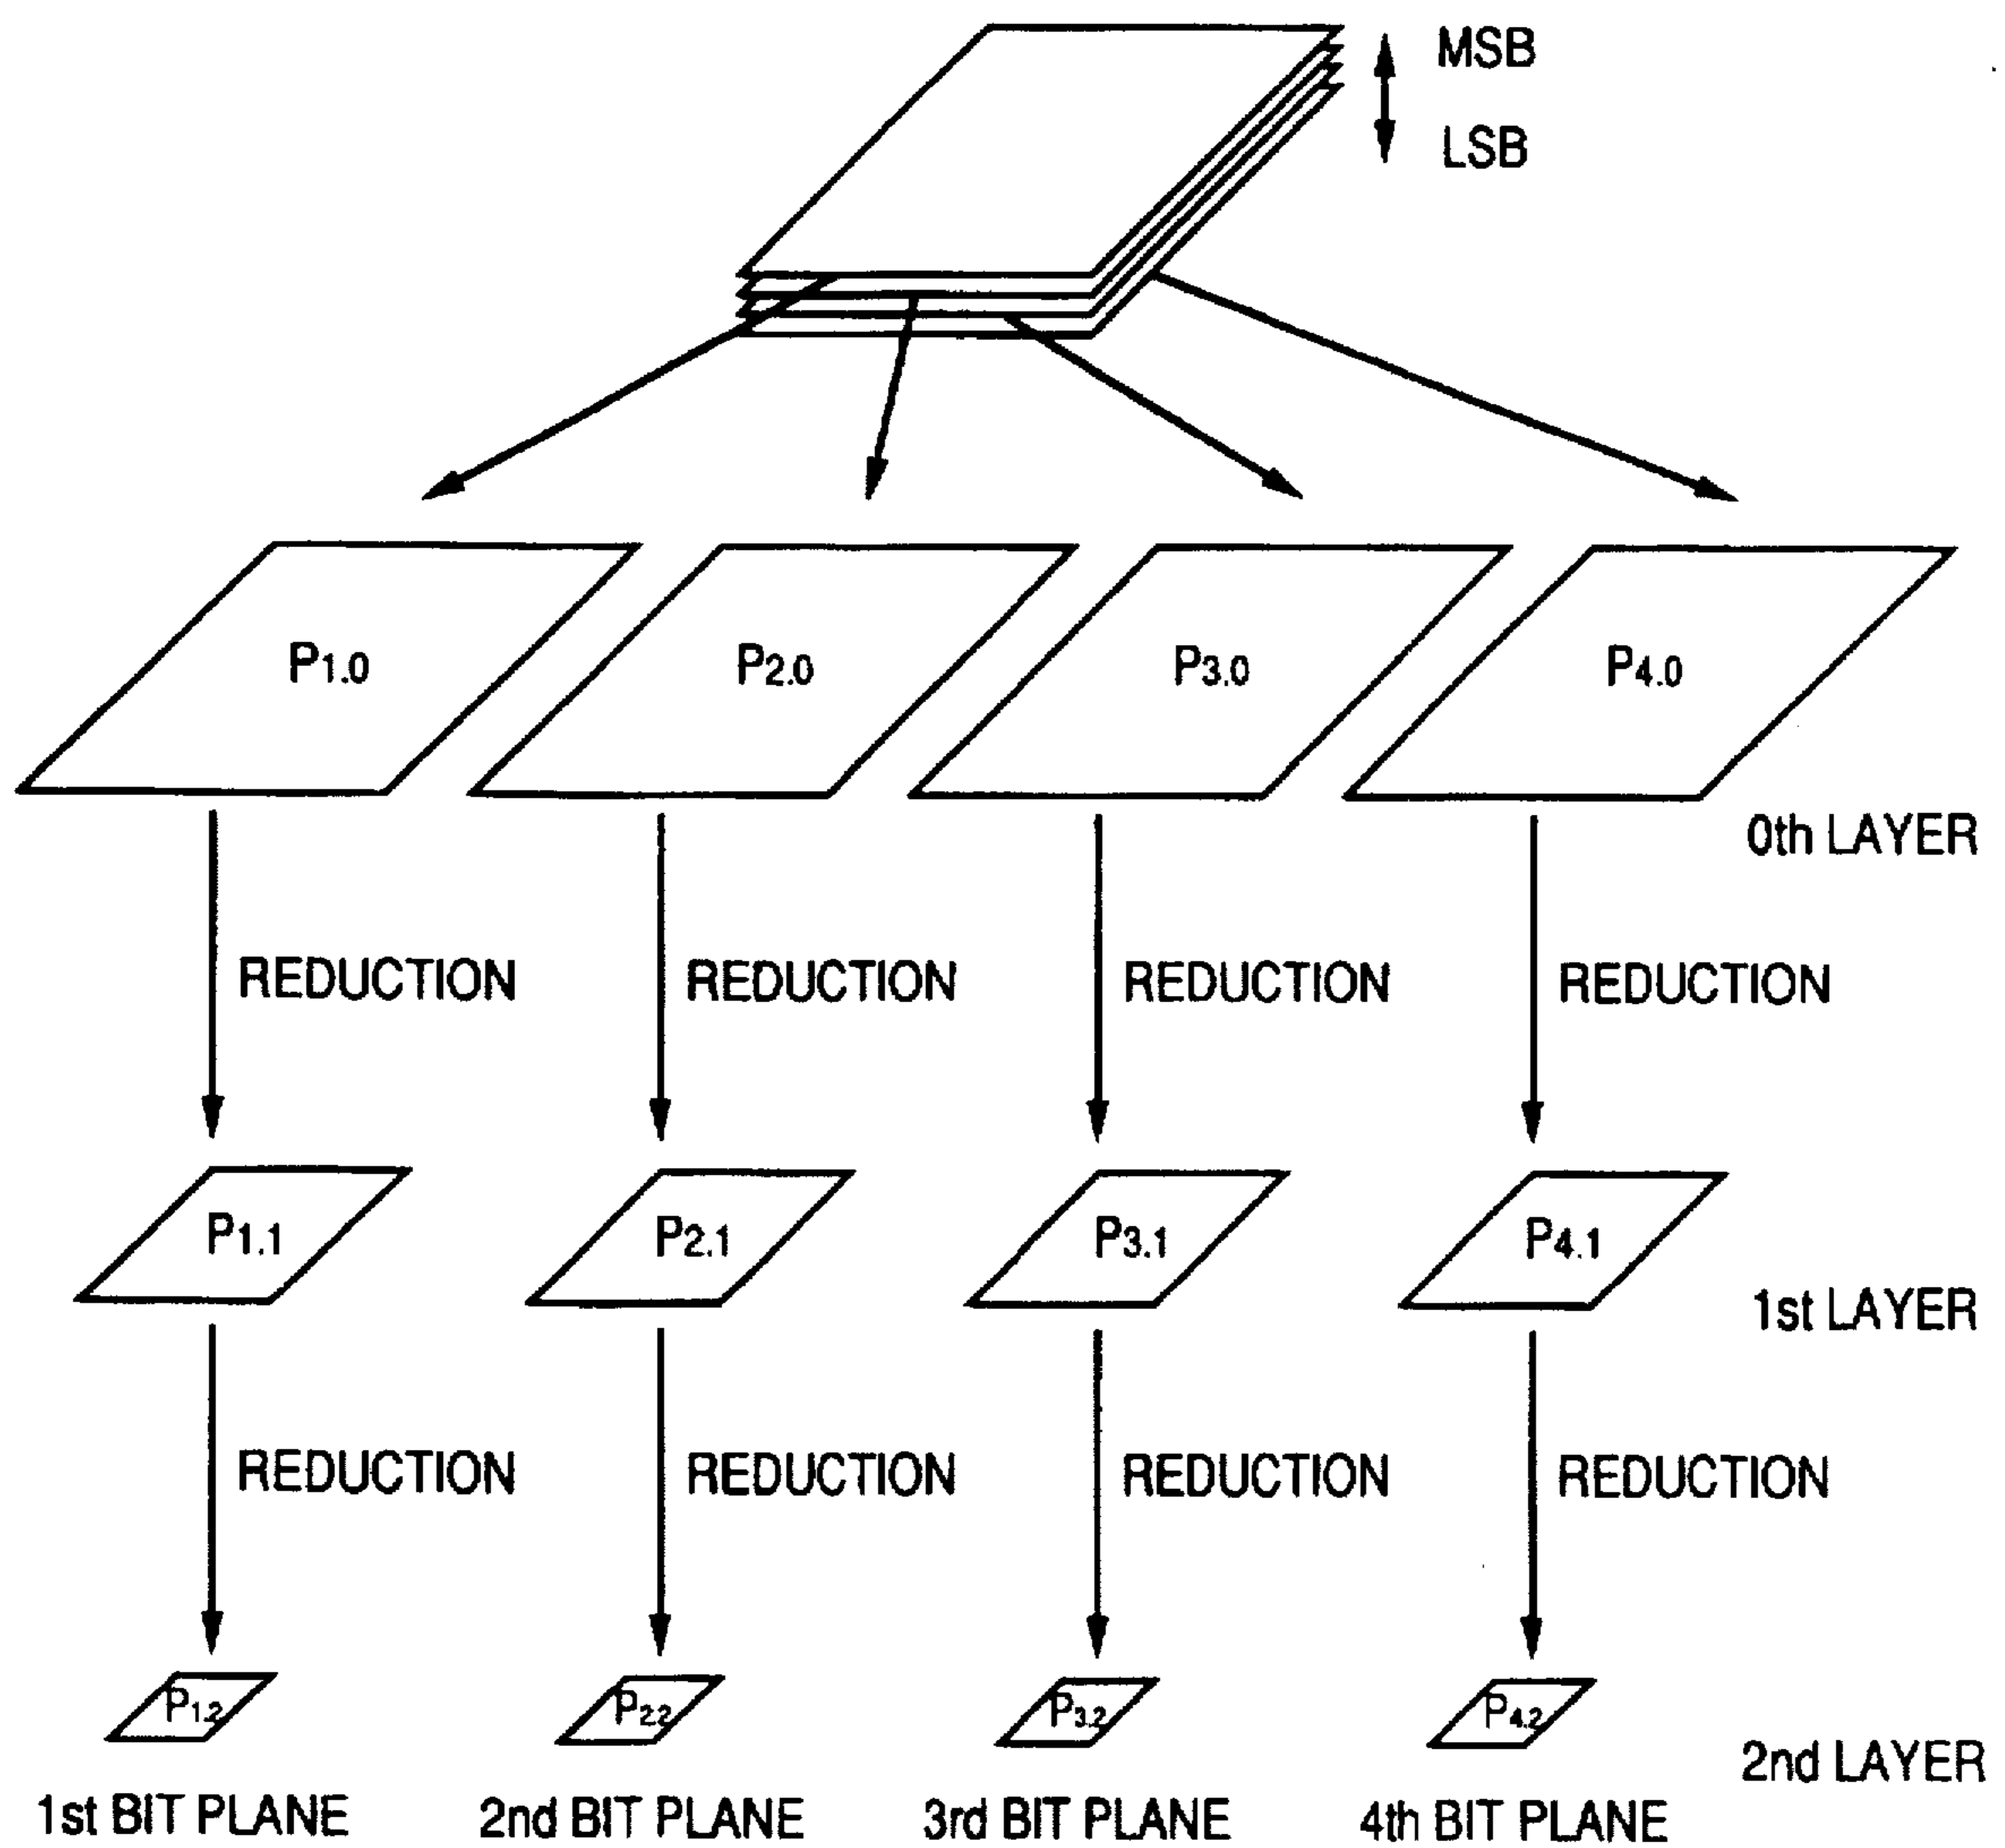 MSB
LSB
P1.0 P2.0 P3.0 P4.0
0th LAYER
REDUCTION REDUCTION REDUCTION REDUCTION
P1.1 P2.1 P3.1 P4.1
1st LAYER
REDUCTION REDUCTION REDUCTION REDUCTION
P1.2 P2.2 P3.2 P4.2
2nd LAYER
1st BIT PLANE 2nd BIT PLANE 3rd BIT PLANE 4th BIT PLANE